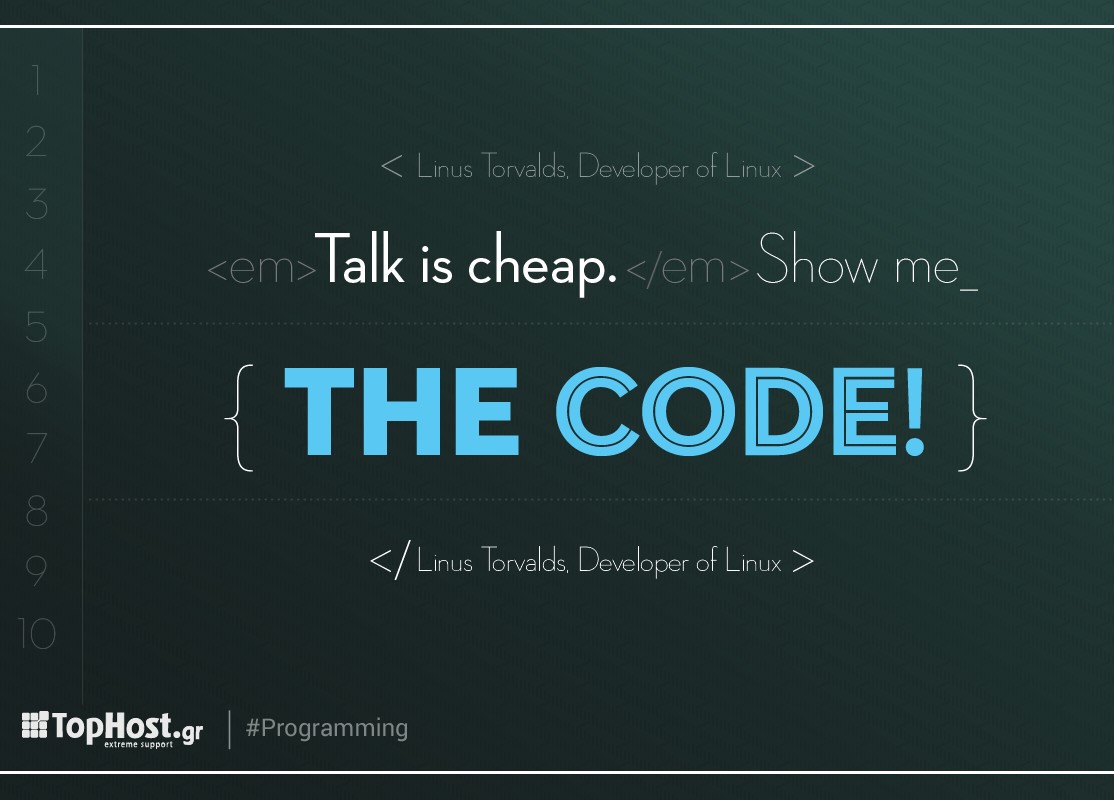 1
2
< Linus Torvalds, Developer of Linux >
3
4
<em>Talk is cheap.</em>Show me_
5
6
{ THE CODE! }
7
8
9
</ Linus Torvalds, Developer of Linux >
10
TopHost.gr
extreme support
#Programming